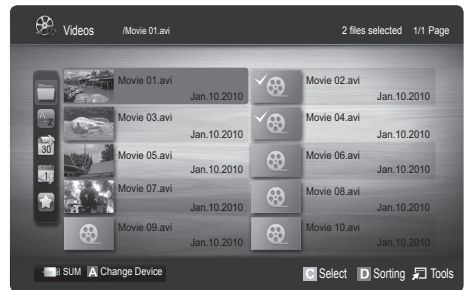 Videos /Movie 01.avi 2 files selected 1/1 Page
Movie 01.avi Movie 02.avi
Jan.10.2010 Jan.10.2010
Movie 03.avi Movie 04.avi
Jan.10.2010 Jan.10.2010
Movie 05.avi Movie 06.avi
Jan.10.2010 Jan.10.2010
Movie 07.avi Movie 08.avi
Jan.10.2010 Jan.10.2010
Movie 09.avi Movie 10.avi
Jan.10.2010 Jan.10.2010
A
Z
30
SUM A Change Device C Select D Sorting Tools